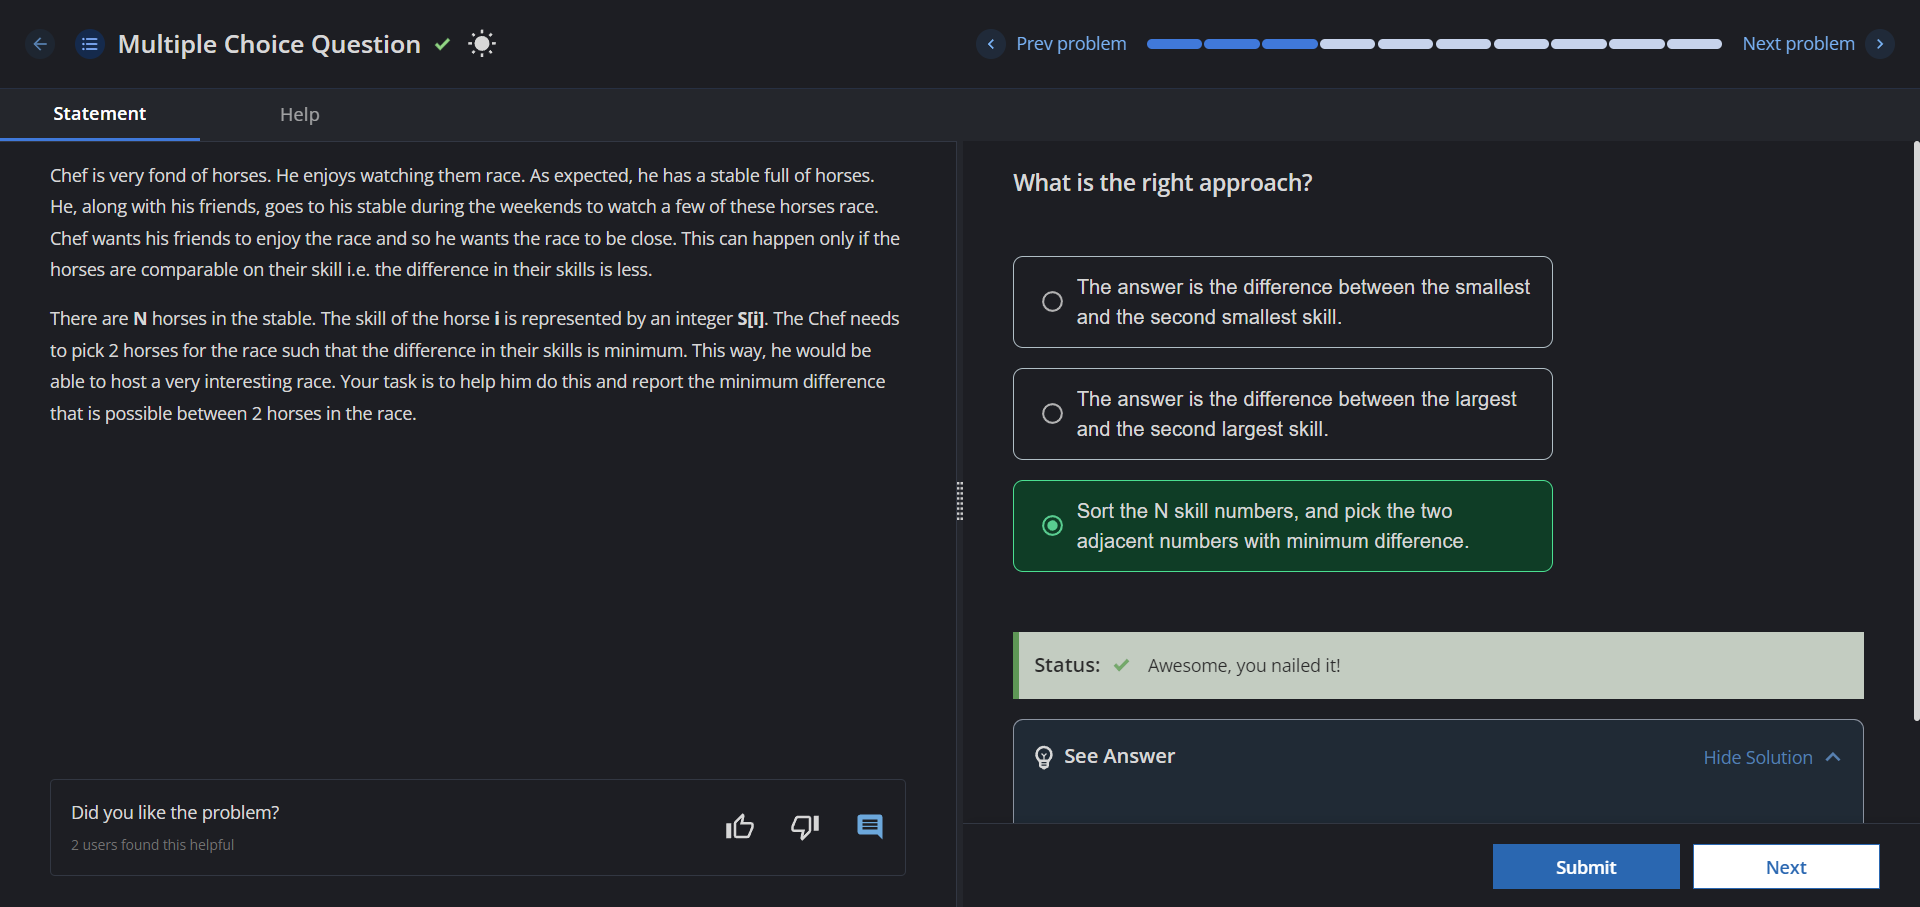 Multiple Choice Question
Prev problem
Next problem
Statement
Help
Chef is very fond of horses. He enjoys watching them race. As expected, he has a stable full of horses.
He, along with his friends, goes to his stable during the weekends to watch a few of these horses race.
Chef wants his friends to enjoy the race and so he wants the race to be close. This can happen only if the
horses are comparable on their skill i.e. the difference in their skills is less.
There are N horses in the stable. The skill of the horse i is represented by an integer S[i]. The Chef needs
to pick 2 horses for the race such that the difference in their skills is minimum. This way, he would be
able to host a very interesting race. Your task is to help him do this and report the minimum difference
that is possible between 2 horses in the race.
Did you like the problem?
2 users found this helpful
What is the right approach?
The answer is the difference between the smallest
and the second smallest skill.
The answer is the difference between the largest
and the second largest skill.
Sort the N skill numbers, and pick the two
adjacent numbers with minimum difference.
Status: Awesome, you nailed it!
See Answer
Hide Solution
Submit
Next